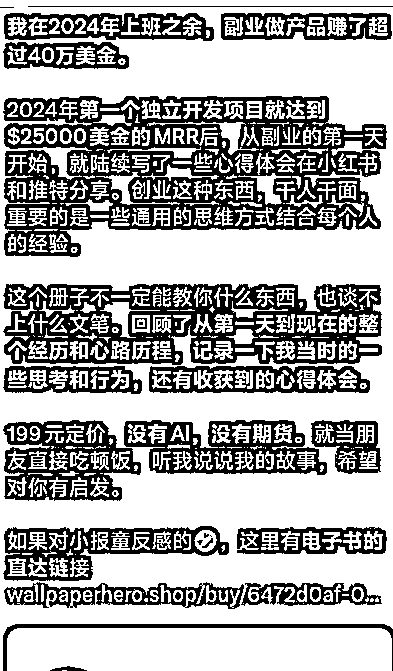 我在2024年上班之余，副业做产品赚了超
过40万美金。
2024年第一个独立开发项目就达到
$25000美金的MRR后，从副业的第一天
开始，就陆续写了一些心得体会在小红书
和推特分享。创业这种东西，千人千面，
重要的是一些通用的思维方式结合每个人
的经验。
这个册子不一定能教你什么东西，也谈不
上什么文笔。回顾了从第一天到现在的整
个经历和心路历程，记录一下我当时的一
些思考和行为，还有收获到的心得体会。
199元定价，没有AI，没有期货。就当朋
友直接吃顿饭，听我说说我的故事，希望
对你有启发。
如果对小报童反感的，这里有电子书的
直达链接
wallpaperhero.shop/buy/6472d0af-0...